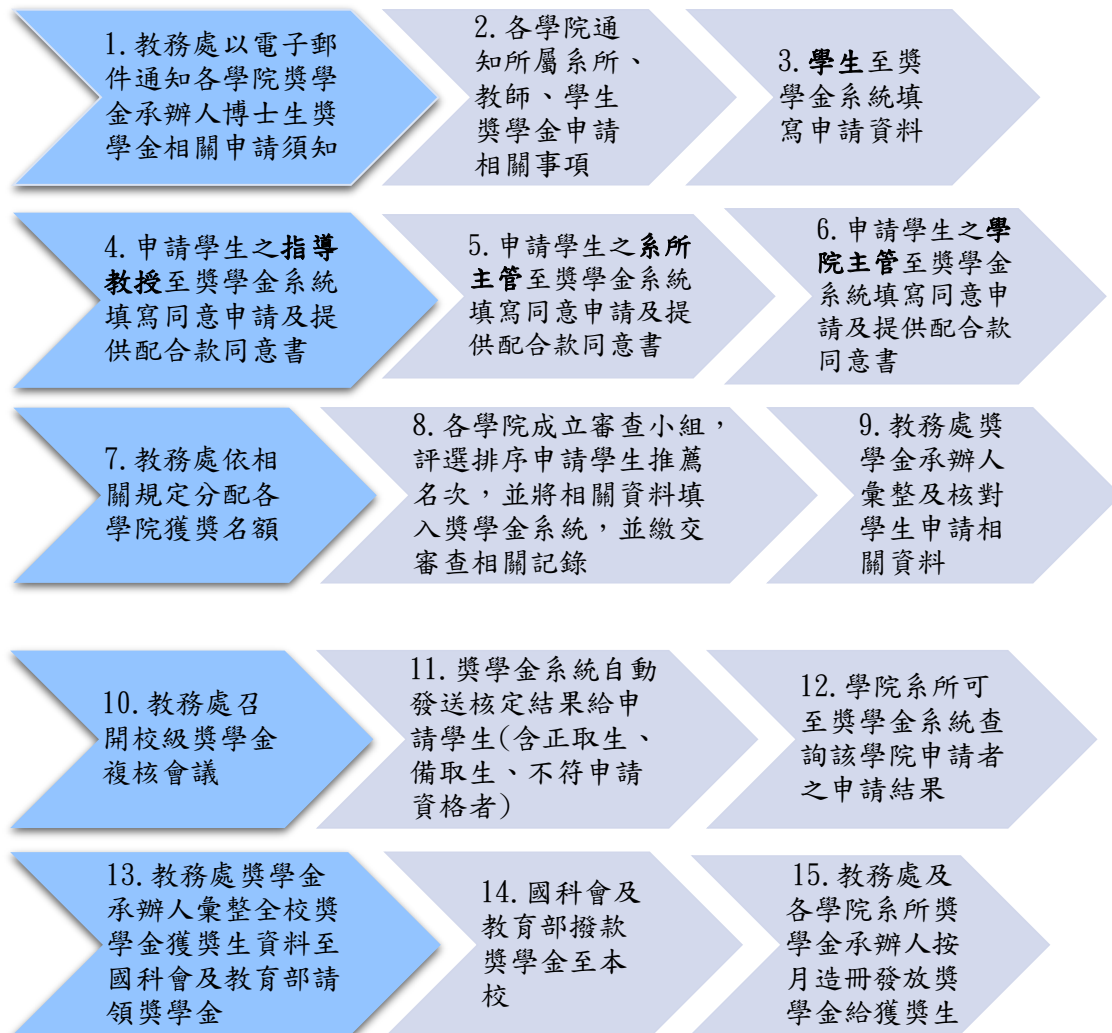 1.教務處以電子郵
件通知各學院獎學
金承辦人博士生獎
學金相關申請須知
2.各學院通
知所屬系所、
教師、學生
獎學金申請
相關事項
3.學生至獎
學金系統填
寫申請資料
4.申請學生之指導
教授至獎學金系統
填寫同意申請及提
供配合款同意書
5.申請學生之系所
主管至獎學金系統
填寫同意申請及提
供配合款同意書
6.申請學生之學
院主管至獎學金
系統填寫同意申
請及提供配合款
同意書
7.教務處依相
關規定分配各
學院獲獎名額
8.各學院成立審查小組，
評選排序申請學生推薦
名次，並將相關資料填
入獎學金系統，並繳交
審查相關記錄
9.教務處獎
學金承辦人
彙整及核對
學生申請相
關資料
10.教務處召
開校級獎學金
複核會議
11.獎學金系統自動
發送核定結果給申
請學生(含正取生、
備取生、不符申請
資格者)
12.學院系所可
至獎學金系統查
詢該學院申請者
之申請結果
13.教務處獎學金
承辦人彙整全校獎
學金獲獎生資料至
國科會及教育部請
領獎學金
14.國科會及
教育部撥款
獎學金至本
校
15.教務處及
各學院系所獎
學金承辦人按
月造冊發放獎
學金給獲獎生